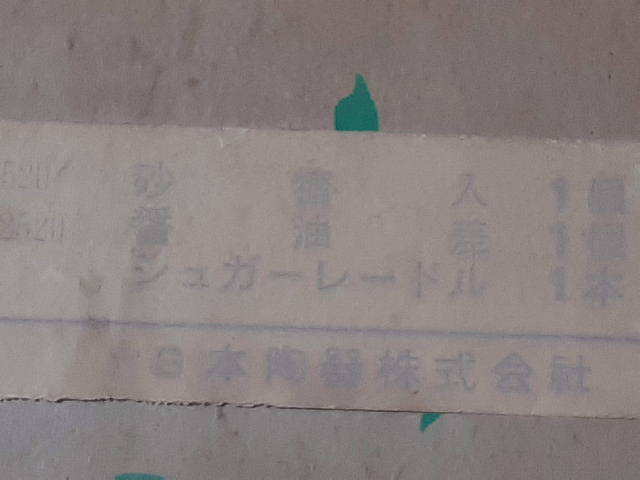 砂糖入 1個
2520 醤油差 1個
シュガーレードル 1本
日本陶器株式会社